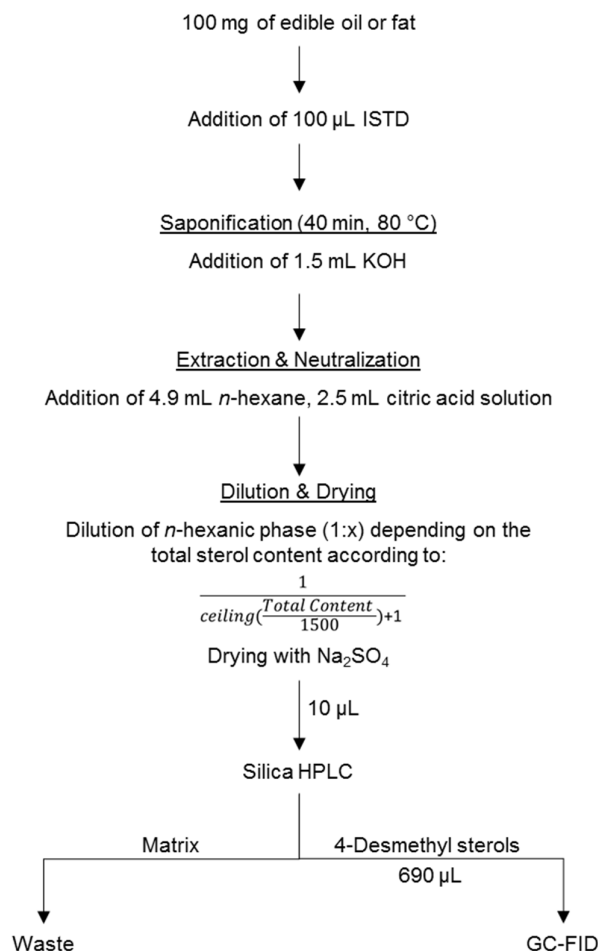 100 mg of edible oil or fat
Addition of 100 µL ISTD
Saponification (40 min, 80 °C)
Addition of 1.5 mL KOH
Extraction & Neutralization
Addition of 4.9 mL n-hexane, 2.5 mL citric acid solution
Dilution & Drying
Dilution of n-hexanic phase (1:x) depending on the
total sterol content according to:
1
ceiling(Total Content/1500)+1
Drying with Na₂SO₄
10 µL
Silica HPLC
Matrix
4-Desmethyl sterols
690 µL
Waste
GC-FID